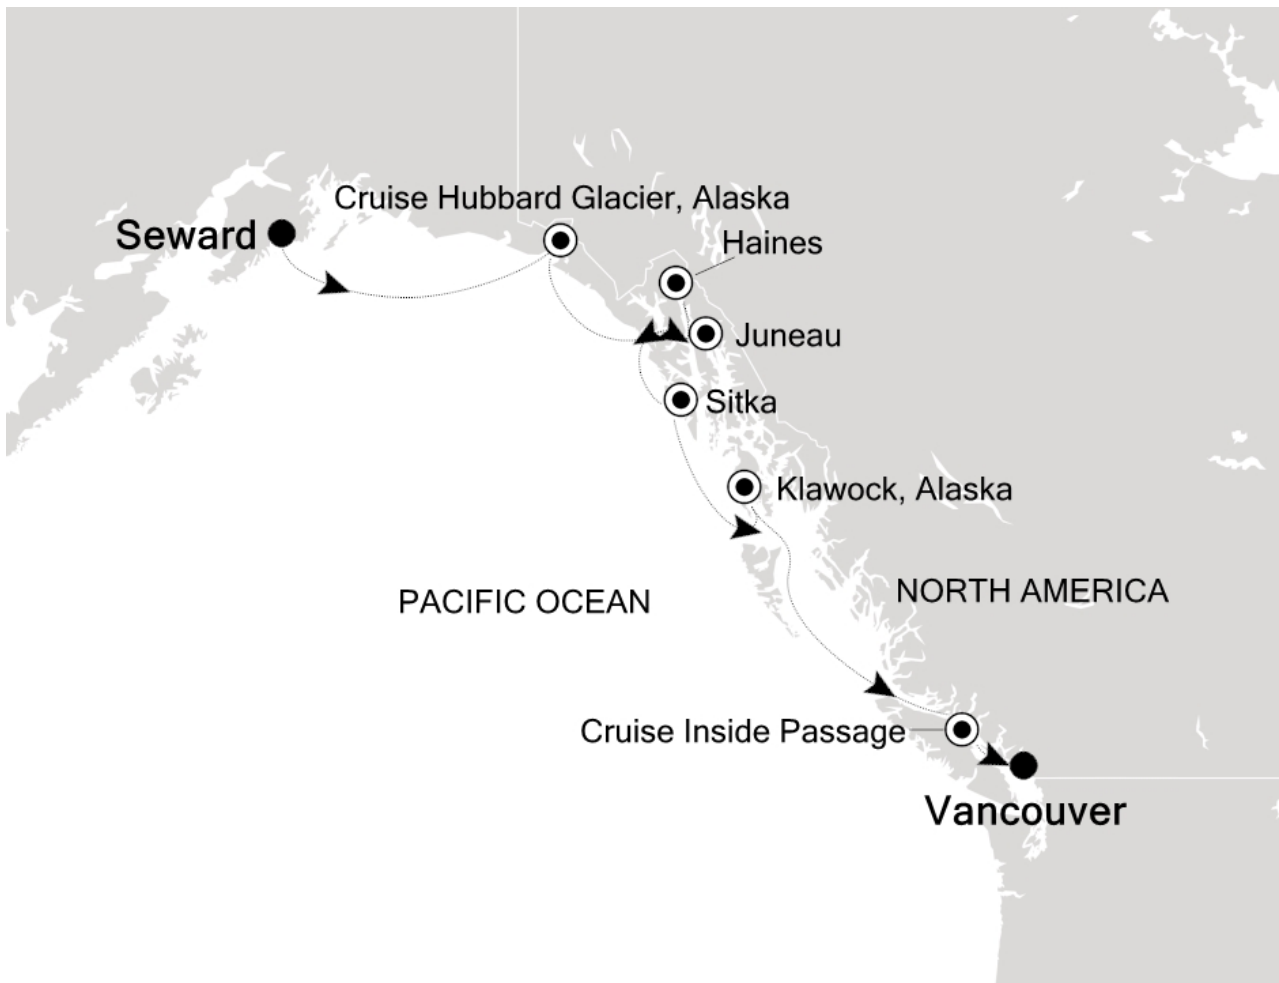 Cruise Hubbard Glacier, Alaska
Seward
Haines
Juneau
Sitka
Klawock, Alaska
NORTH AMERICA
PACIFIC OCEAN
Cruise Inside Passage
Vancouver